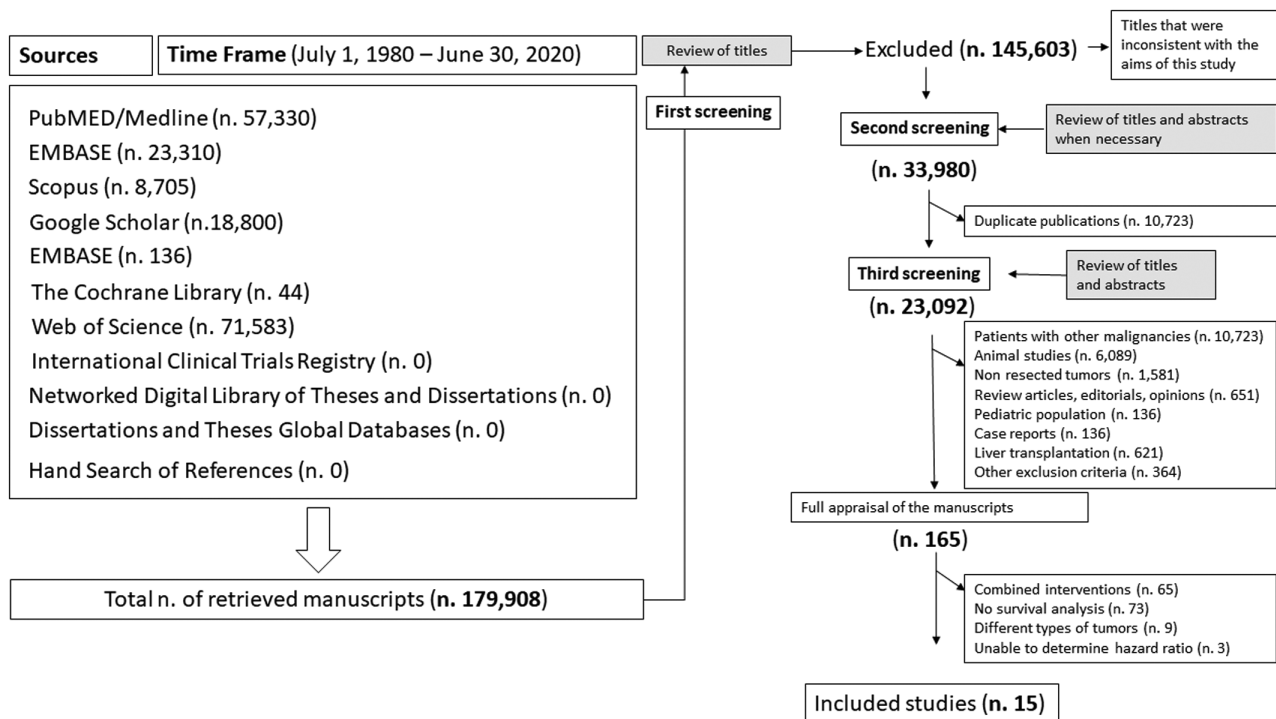 Sources
Time Frame (July 1, 1980 – June 30, 2020)
PubMED/Medline (n. 57,330)
EMBASE (n. 23,310)
Scopus (n. 8,705)
Google Scholar (n.18,800)
EMBASE (n. 136)
The Cochrane Library (n. 44)
Web of Science (n. 71,583)
International Clinical Trials Registry (n. 0)
Networked Digital Library of Theses and Dissertations (n. 0)
Dissertations and Theses Global Databases (n. 0)
Hand Search of References (n. 0)
Total n. of retrieved manuscripts (n. 179,908)
First screening
Review of titles
Excluded (n. 145,603)
Titles that were
inconsistent with the
aims of this study
Second screening
Review of titles and abstracts
when necessary
(n. 33,980)
Duplicate publications (n. 10,723)
Third screening
Review of titles
and abstracts
(n. 23,092)
Patients with other malignancies (n. 10,723)
Animal studies (n. 6,089)
Non resected tumors (n. 1,581)
Review articles, editorials, opinions (n. 651)
Pediatric population (n. 136)
Case reports (n. 136)
Liver transplantation (n. 621)
Other exclusion criteria (n. 364)
Full appraisal of the manuscripts
(n. 165)
Combined interventions (n. 65)
No survival analysis (n. 73)
Different types of tumors (n. 9)
Unable to determine hazard ratio (n. 3)
Included studies (n. 15)